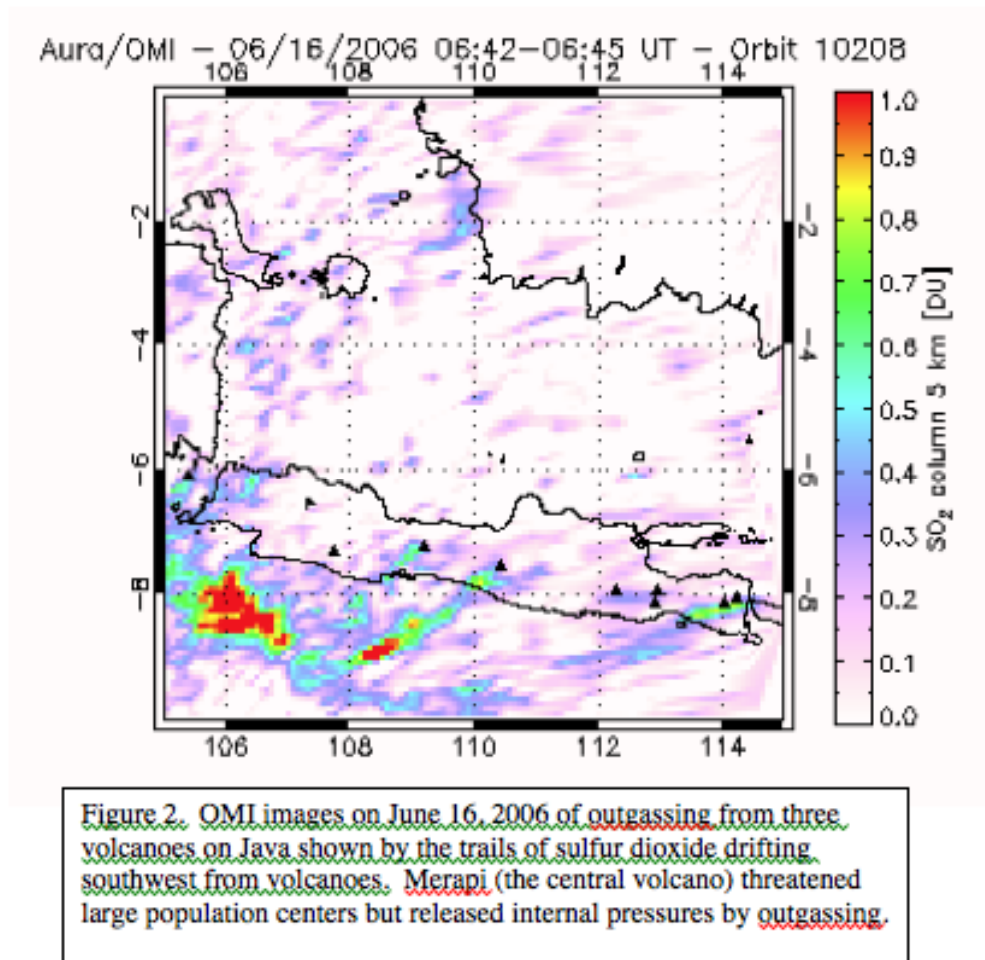 Aura/OMI - 06/16/2006 06:42-06:45 UT - Orbit 10208
106 108 110 112 114
1.0
0.9
0.8
0.7
0.6
0.5
0.4
0.3
0.2
0.1
0.0
SO2 column 5 km [DU]
-2
-4
-6
-8
-2
-4
-6
-8
106 108 110 112 114
Figure 2. OMI images on June 16, 2006 of outgassing from three
volcanoes on Java shown by the trails of sulfur dioxide drifting
southwest from volcanoes. Merapi (the central volcano) threatened
large population centers but released internal pressures by outgassing.